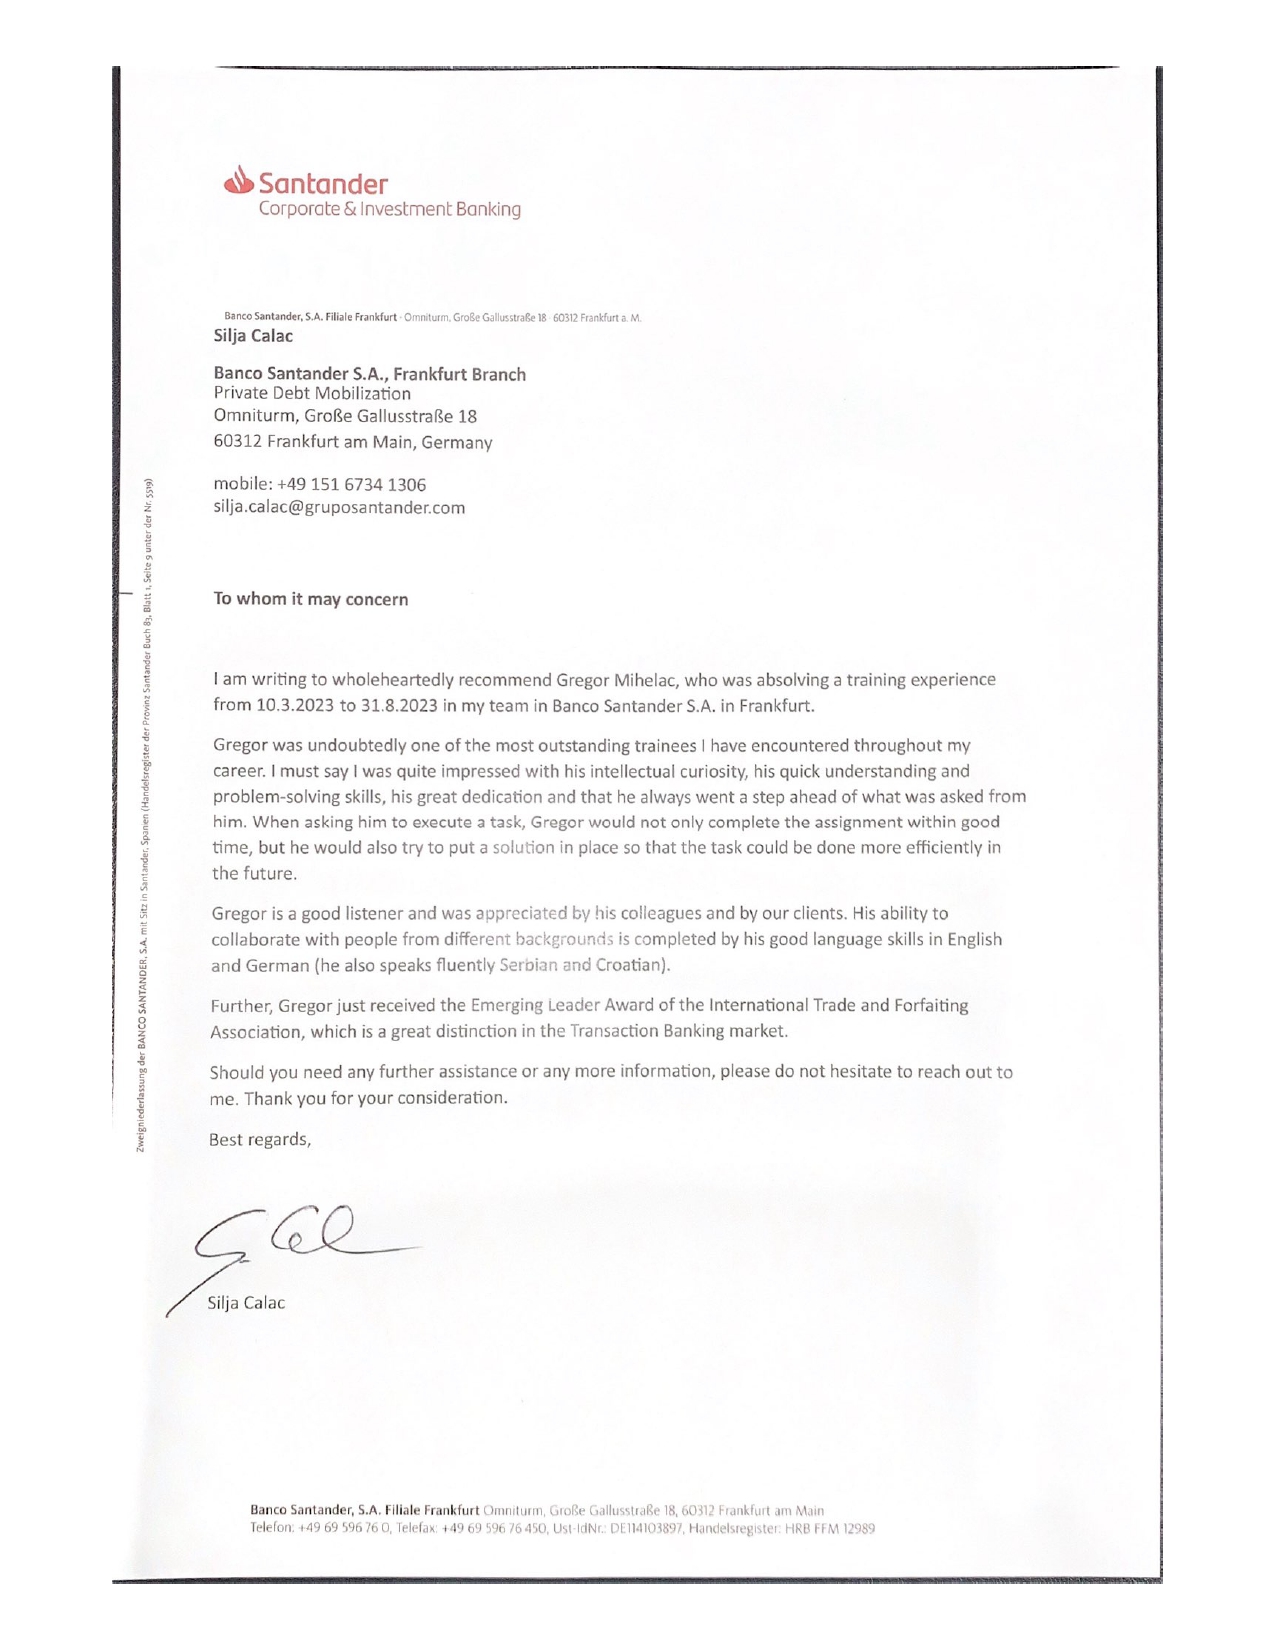 Santander
Corporate & Investment Banking
Banco Santander, S.A. Filiale Frankfurt · Omniturm, Große Gallusstraße 18 · 60312 Frankfurt a. M.
Silja Calac
Banco Santander S.A., Frankfurt Branch
Private Debt Mobilization
Omniturm, Große Gallusstraße 18
60312 Frankfurt am Main, Germany
mobile: +49 151 6734 1306
silja.calac@gruposantander.com
To whom it may concern
I am writing to wholeheartedly recommend Gregor Mihelac, who was absolving a training experience
from 10.3.2023 to 31.8.2023 in my team in Banco Santander S.A. in Frankfurt.
Gregor was undoubtedly one of the most outstanding trainees I have encountered throughout my
career. I must say I was quite impressed with his intellectual curiosity, his quick understanding and
problem-solving skills, his great dedication and that he always went a step ahead of what was asked from
him. When asking him to execute a task, Gregor would not only complete the assignment within good
time, but he would also try to put a solution in place so that the task could be done more efficiently in
the future.
Gregor is a good listener and was appreciated by his colleagues and by our clients. His ability to
collaborate with people from different backgrounds is completed by his good language skills in English
and German (he also speaks fluently Serbian and Croatian).
Further, Gregor just received the Emerging Leader Award of the International Trade and Forfaiting
Association, which is a great distinction in the Transaction Banking market.
Should you need any further assistance or any more information, please do not hesitate to reach out to
me. Thank you for your consideration.
Best regards,
Silja Calac
Zweigniederlassung der BANCO SANTANDER, S.A. mit Sitz in Santander, Spanien (Handelsregister der Provinz Santander Buch 83, Blatt 1, Seite 9 unter der Nr. 5519)
Banco Santander, S.A. Filiale Frankfurt Omniturm, Große Gallusstraße 18, 60312 Frankfurt am Main
Telefon: +49 69 596 76 0, Telefax: +49 69 596 76 450, Ust-IdNr.: DE114103897, Handelsregister: HRB FFM 12989